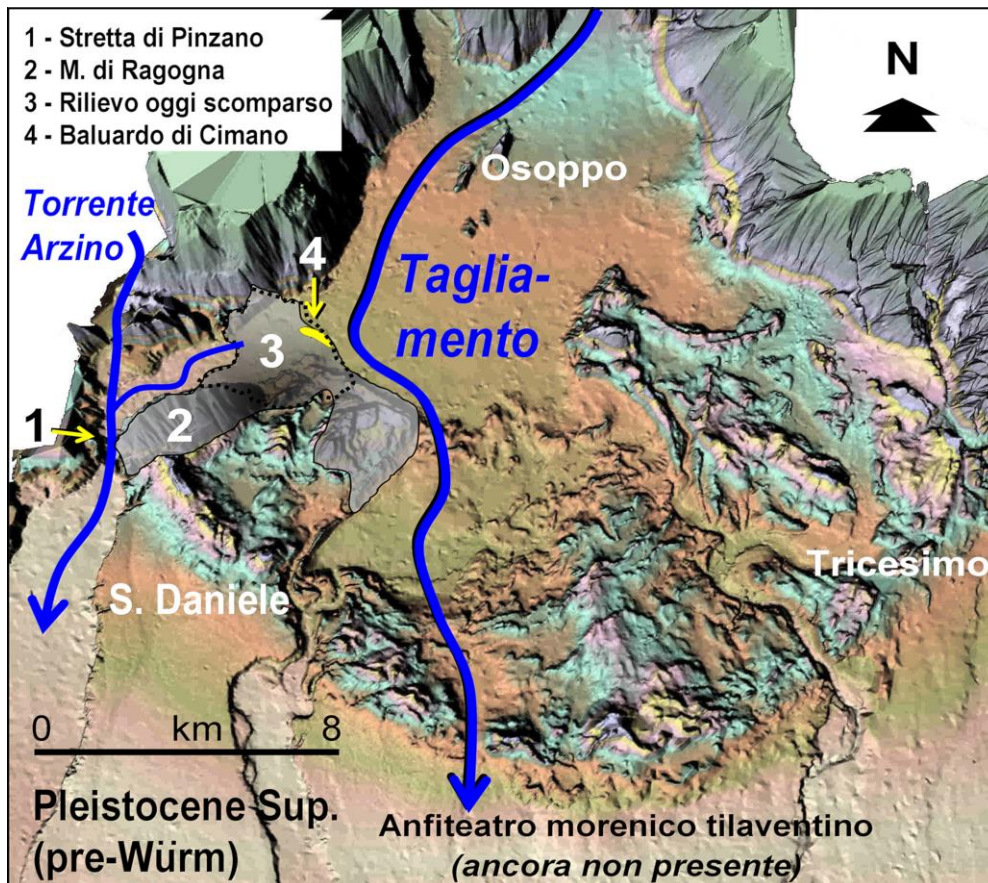 1 - Stretta di Pinzano
2 - M. di Ragogna
3 - Rilievo oggi scomparso
4 - Baluardo di Cimano
N
Osoppo
Torrente
Arzino
4
Taglia-
mento
3
1
2
Tricesimo
S. Daniele
0 km 8
Pleistocene Sup.
(pre-Würm)
Anfiteatro morenico tilaventino
(ancora non presente)